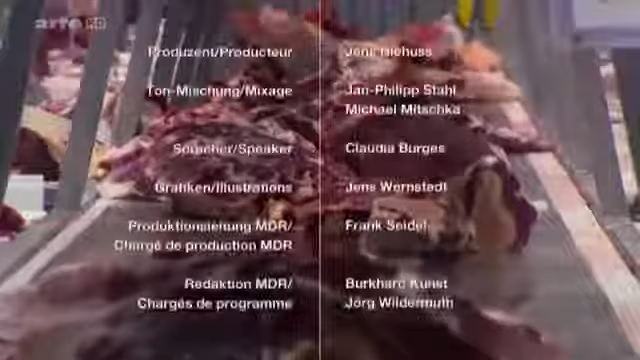 arte HD
Produzent/Producteur Jens Niehuss
Ton-Mischung/Mixage Jan-Philipp Stahl
Michael Mitschka
Sprecher/Speaker Claudia Burges
Grafiken/Illustrations Jens Wernstedt
Produktionsleitung MDR/ Frank Seidel
Chargé de production MDR
Redaktion MDR/ Burkhard Kunst
Chargés de programme Jörg Wildermuth